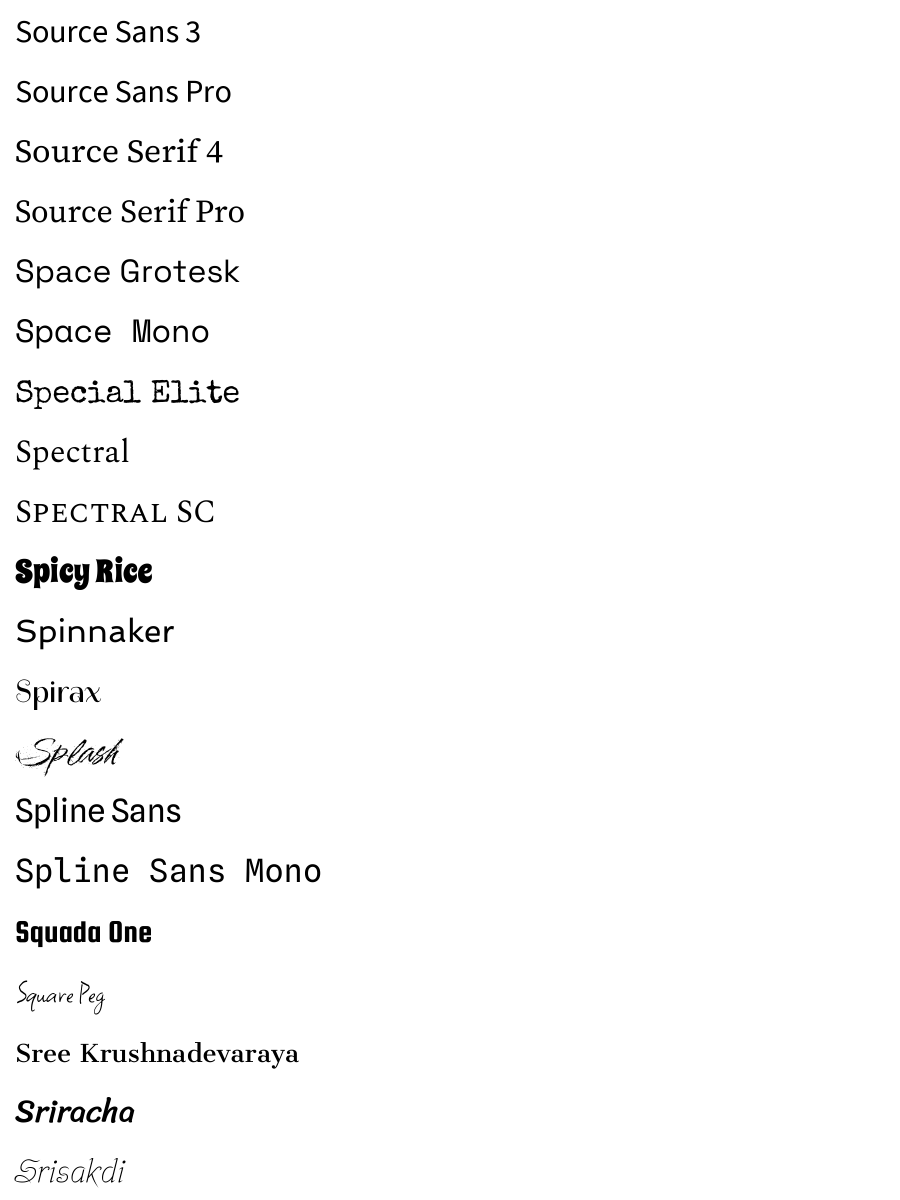 Source Sans 3
Source Sans Pro
Source Serif 4
Source Serif Pro
Space Grotesk
Space Mono
Special Elite
Spectral
SPECTRAL SC
Spicy Rice
Spinnaker
Spirax
Splash
Spline Sans
Spline Sans Mono
Squada One
Square Peg
Sree Krushnadevaraya
Sriracha
Srisakdi